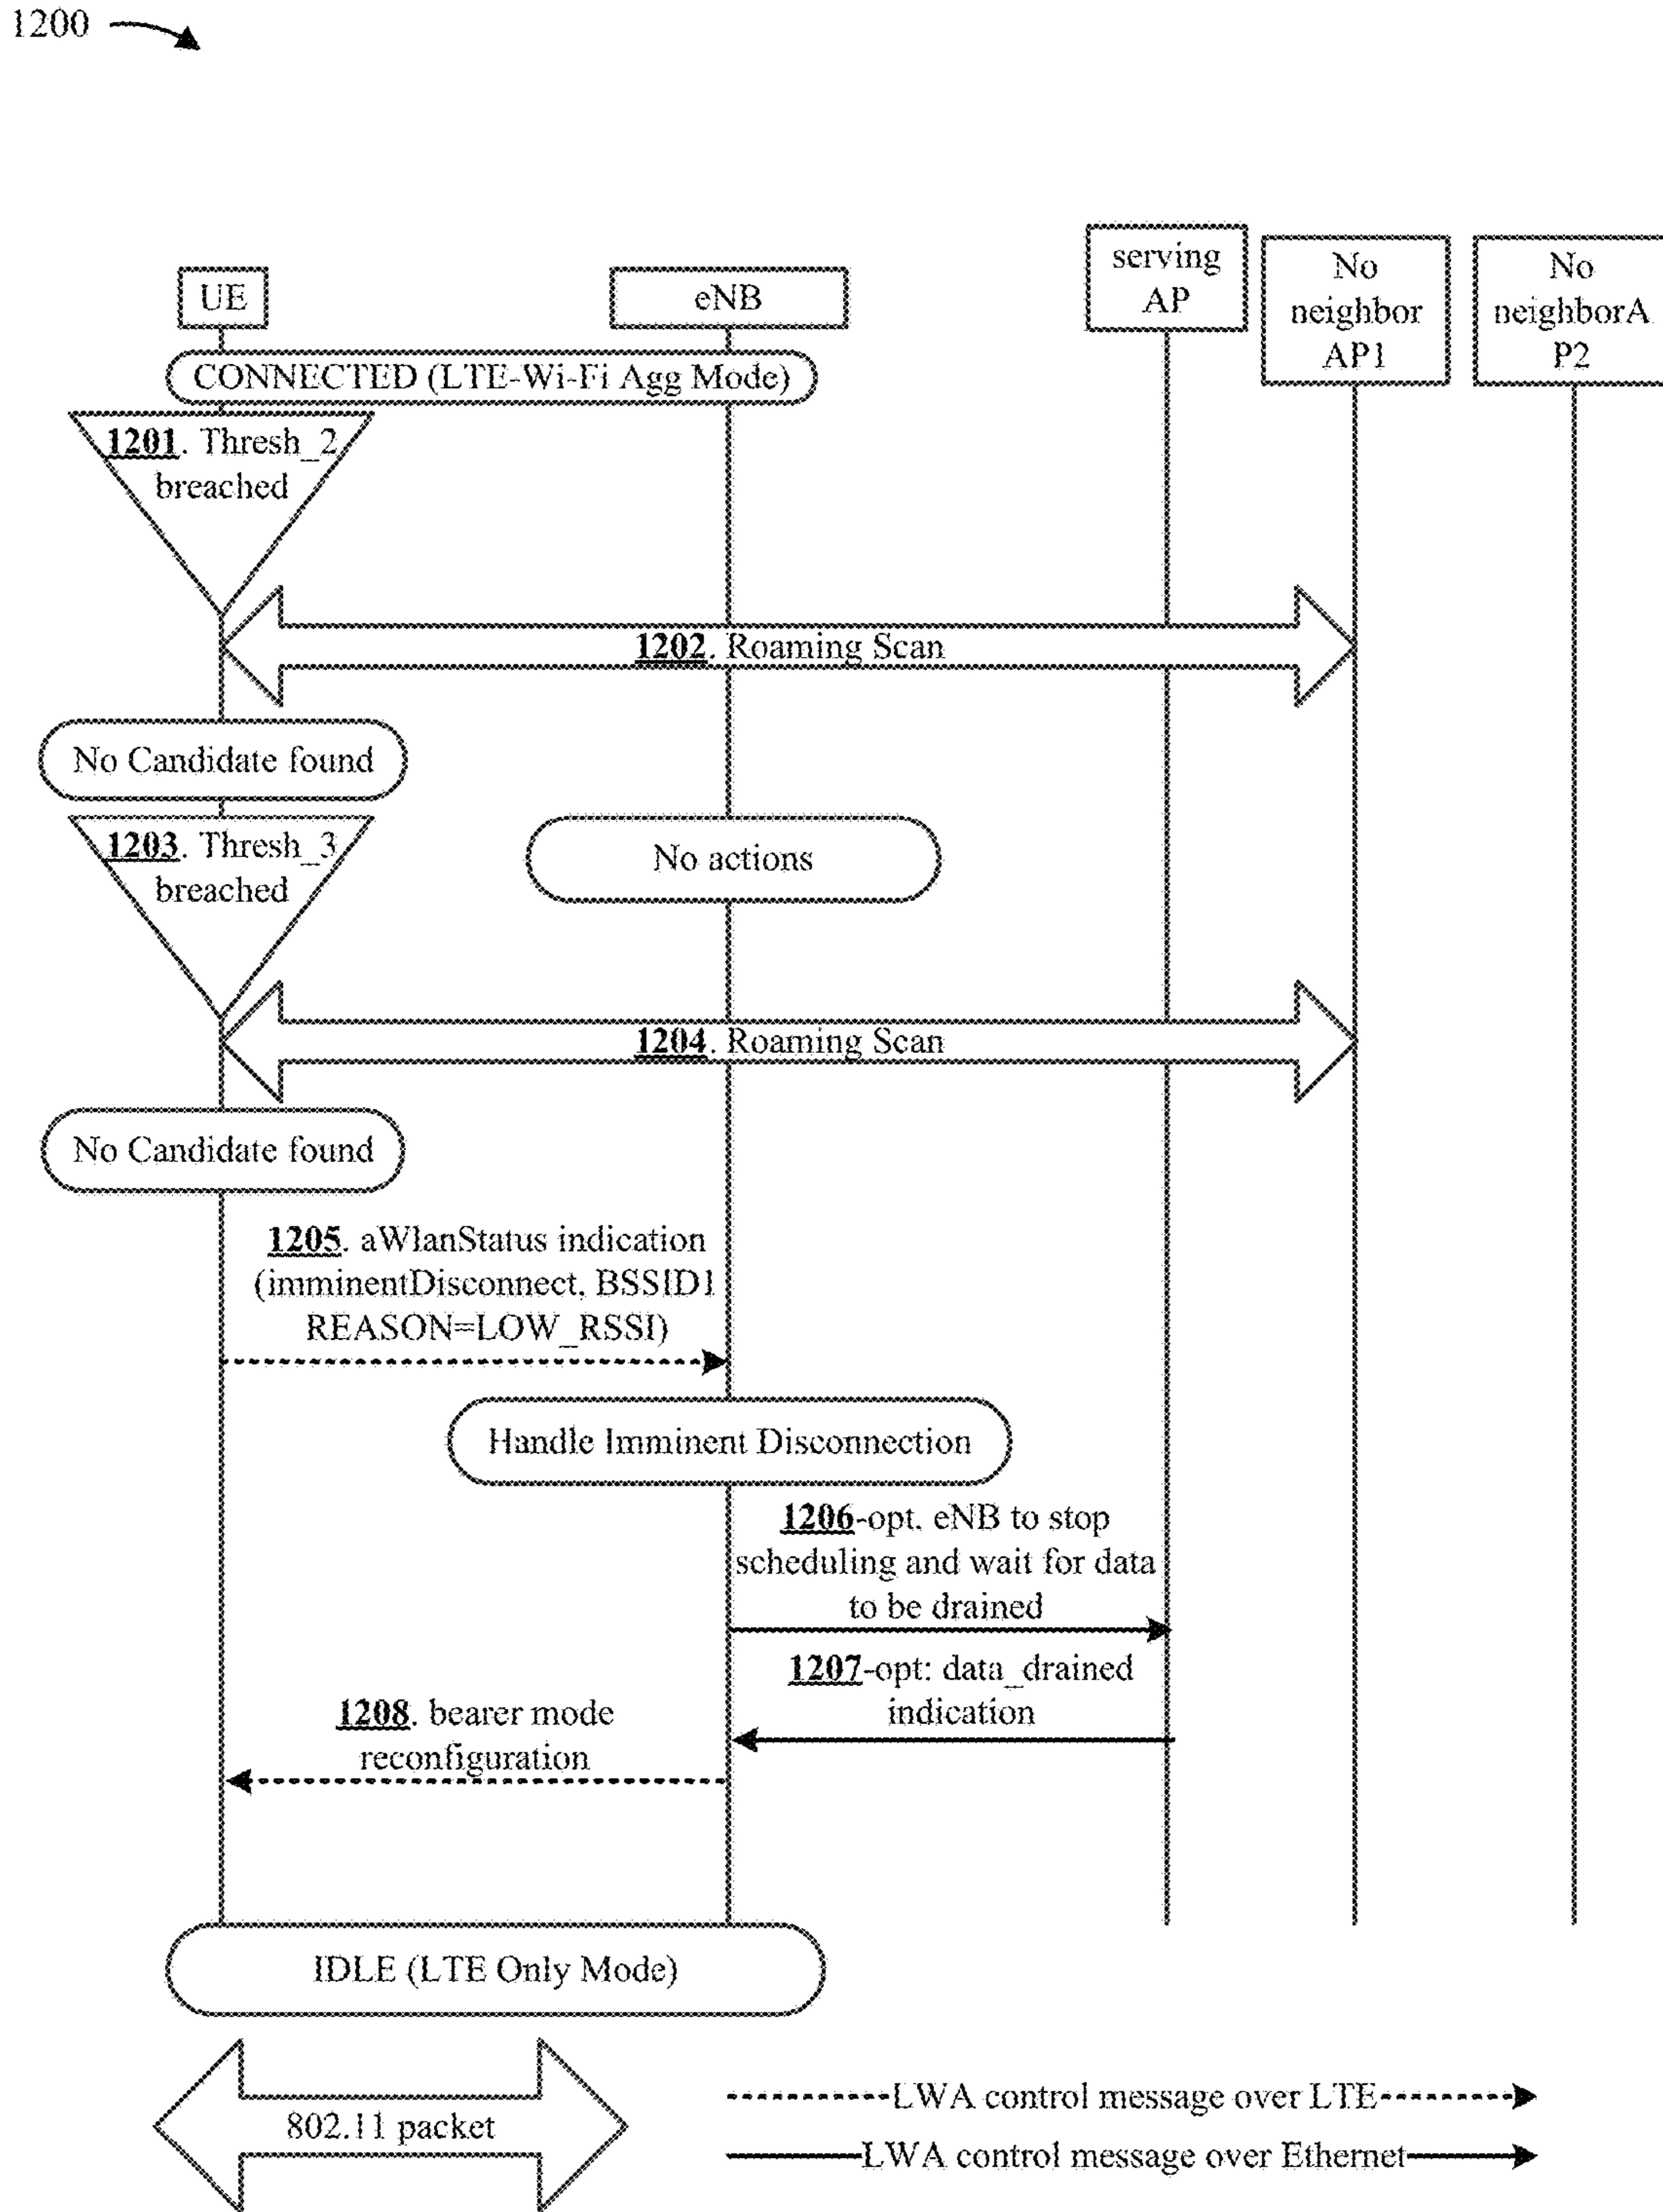 1200
UE
eNB
serving
AP
No
neighbor
AP1
No
neighborA
P2
CONNECTED (LTE-Wi-Fi Agg Mode)
1201. Thresh_2
breached
1202. Roaming Scan
No Candidate found
1203. Thresh_3
breached
No actions
1204. Roaming Scan
No Candidate found
1205. aWlanStatus indication
(imminentDisconnect, BSSID1
REASON=LOW_RSSI)
Handle Imminent Disconnection
1206-opt. eNB to stop
scheduling and wait for data
to be drained
1207-opt: data_drained
indication
1208. bearer mode
reconfiguration
IDLE (LTE Only Mode)
802.11 packet
LWA control message over LTE
LWA control message over Ethernet